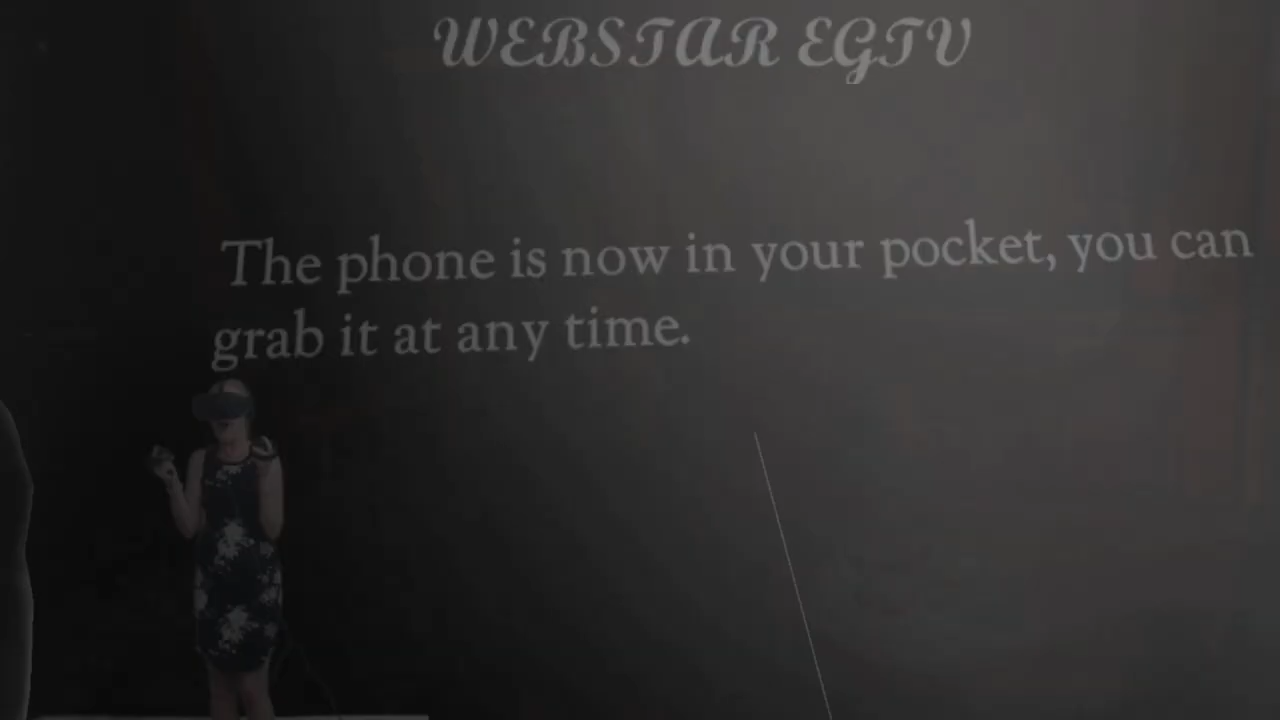 WEBSTAR EGTV
The phone is now in your pocket, you can
grab it at any time.